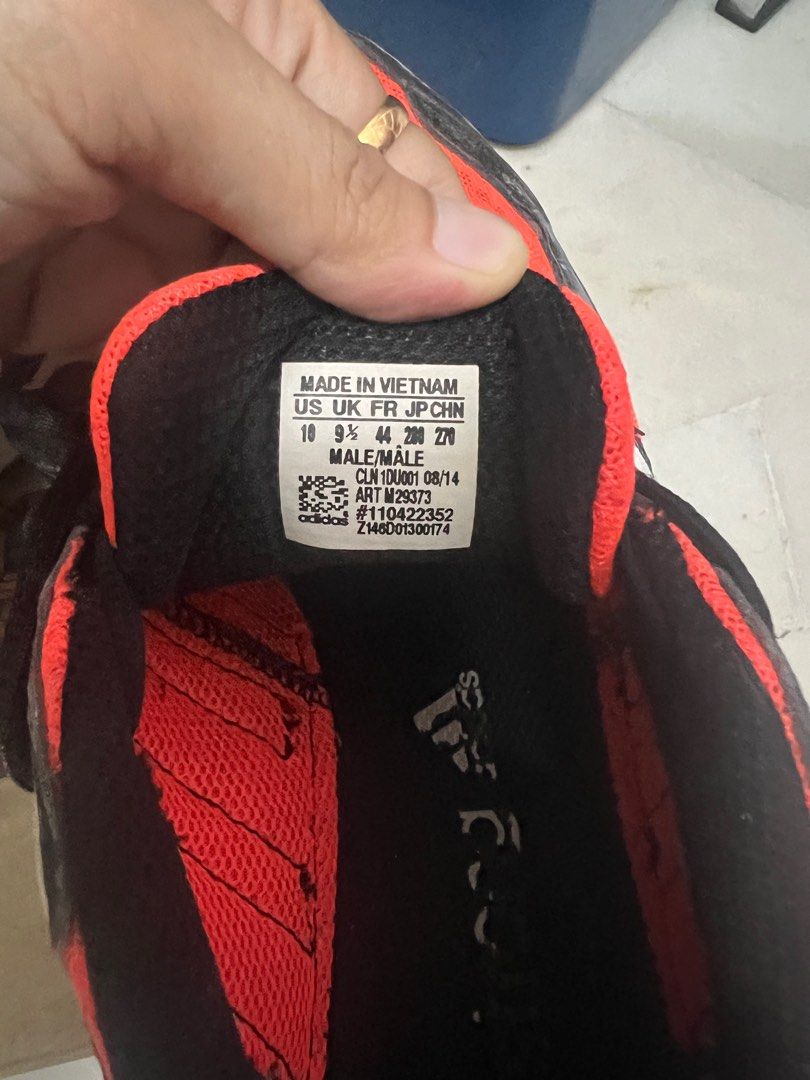 MADE IN VIETNAM
US UK FR JP CHN
10 9½ 44 280 270
MALE/MÂLE
CLN 1DU001 08/14
ART M29373
#110422352
adidas
Z146D01300174